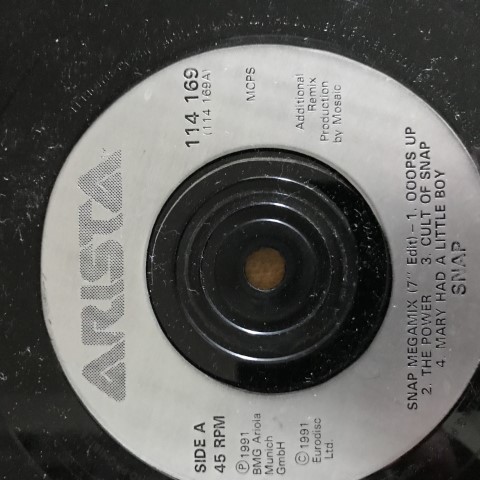 ARISTA
SIDE A
45 RPM
Ⓟ 1991
BMG Ariola
Munich
GmbH
© 1991
Eurodisc
Ltd.
114 169
(114 169A)
MCPS
Additional
Remix
Production
by Mosaic
SNAP MEGAMIX (7" Edit) – 1. OOOPS UP
2. THE POWER 3. CULT OF SNAP
4 MARY HAD A LITTLE BOY
SNAP